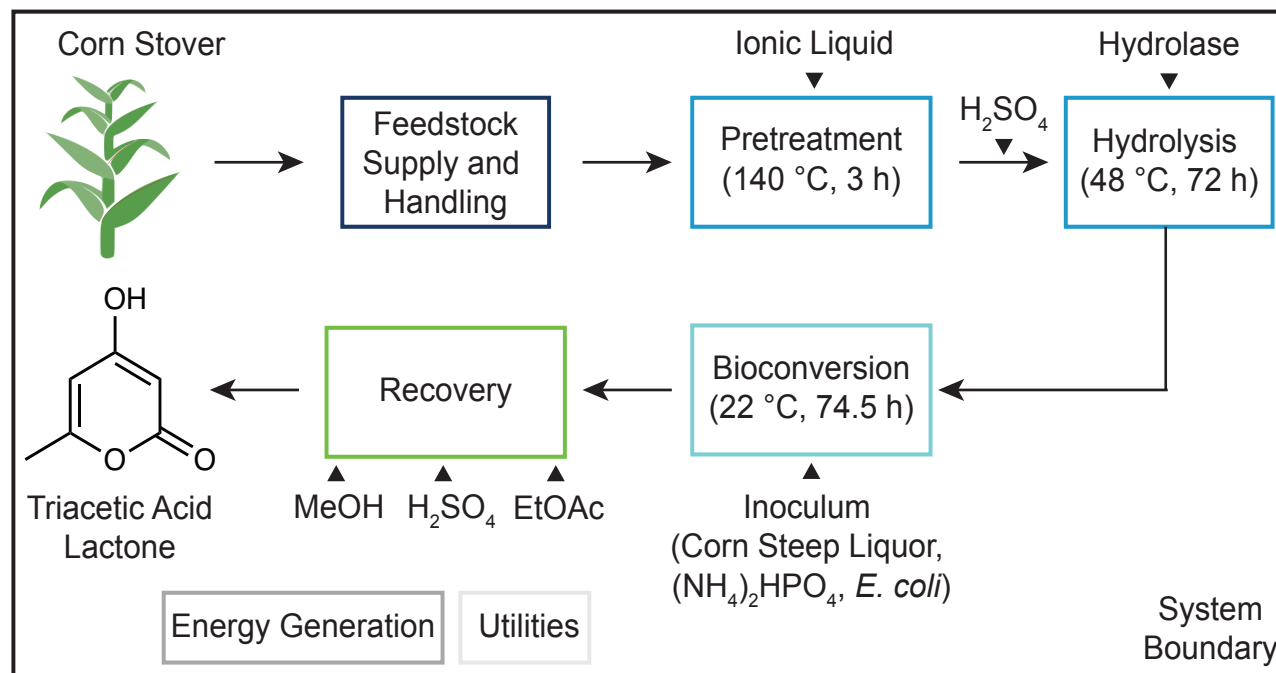 Corn Stover
Feedstock
Supply and
Handling
Ionic Liquid
Pretreatment
(140 °C, 3 h)
H₂SO₄
Hydrolase
Hydrolysis
(48 °C, 72 h)
OH
O
O
Triacetic Acid
Lactone
Recovery
MeOH
H₂SO₄
EtOAc
Bioconversion
(22 °C, 74.5 h)
Inoculum
(Corn Steep Liquor,
(NH₄)₂HPO₄, E. coli)
Energy Generation
Utilities
System
Boundary